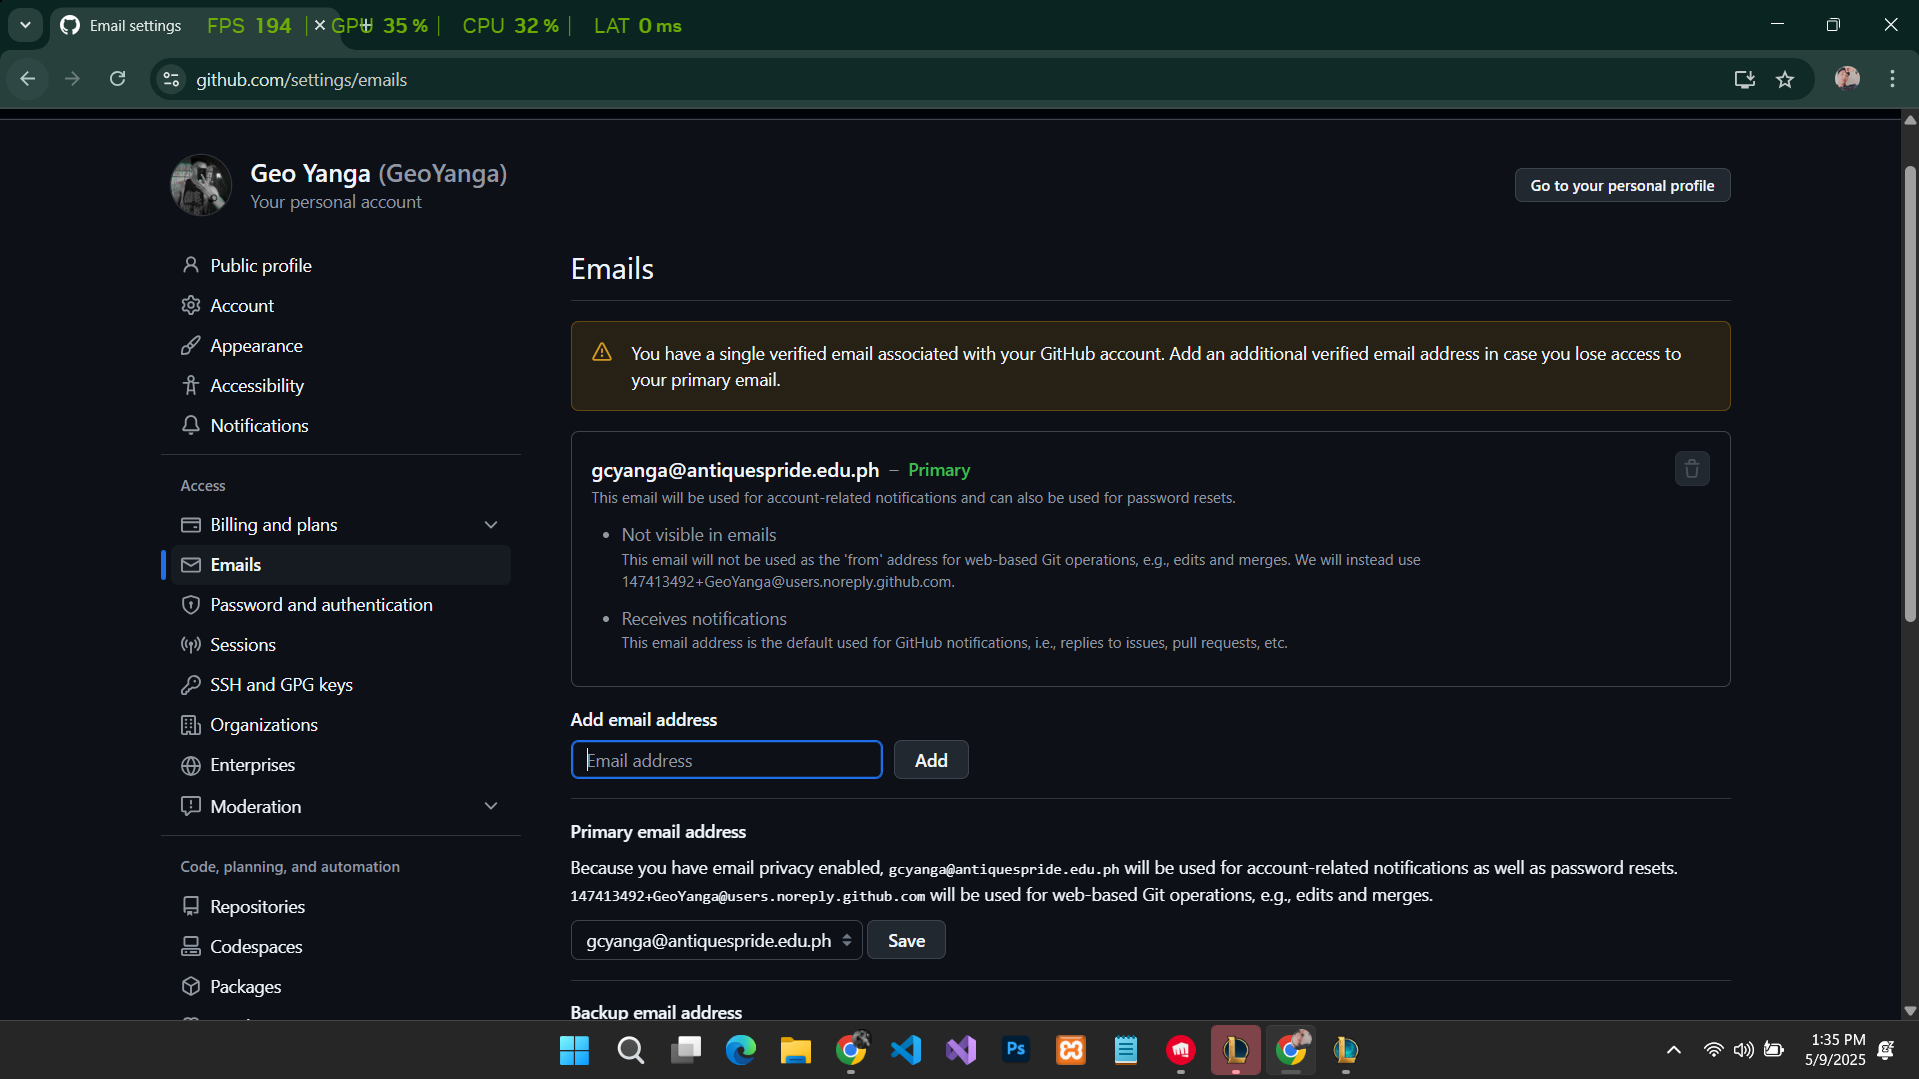 Email settings
FPS 194 | GPU 35 % | CPU 32 % | LAT 0 ms
github.com/settings/emails
Geo Yanga (GeoYanga)
Your personal account
Go to your personal profile
Public profile
Account
Appearance
Accessibility
Notifications
Access
Billing and plans
Emails
Password and authentication
Sessions
SSH and GPG keys
Organizations
Enterprises
Moderation
Code, planning, and automation
Repositories
Codespaces
Packages
Emails
You have a single verified email associated with your GitHub account. Add an additional verified email address in case you lose access to
your primary email.
gcyanga@antiquespride.edu.ph – Primary
This email will be used for account-related notifications and can also be used for password resets.
• Not visible in emails
This email will not be used as the 'from' address for web-based Git operations, e.g., edits and merges. We will instead use
147413492+GeoYanga@users.noreply.github.com.
• Receives notifications
This email address is the default used for GitHub notifications, i.e., replies to issues, pull requests, etc.
Add email address
Email address
Add
Primary email address
Because you have email privacy enabled, gcyanga@antiquespride.edu.ph will be used for account-related notifications as well as password resets.
147413492+GeoYanga@users.noreply.github.com will be used for web-based Git operations, e.g., edits and merges.
gcyanga@antiquespride.edu.ph
Save
Backup email address
Ps
1:35 PM
5/9/2025